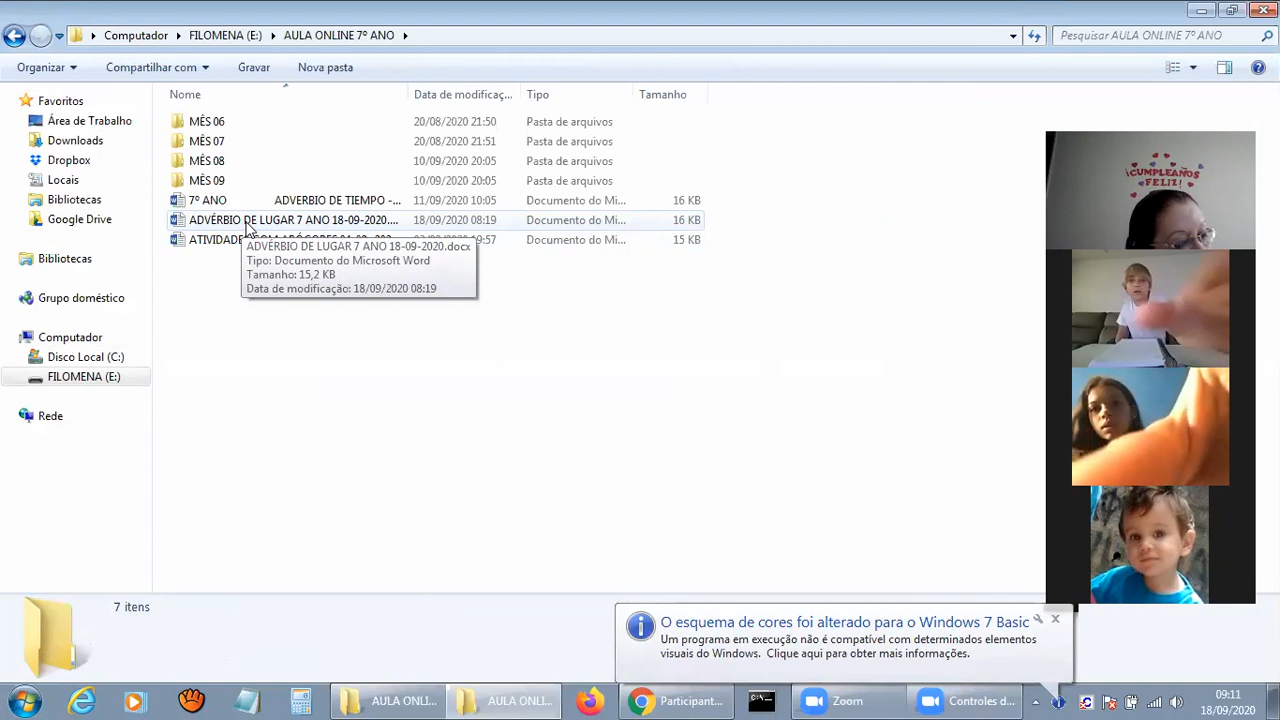 Computador
FILOMENA (E:)
AULA ONLINE 7º ANO
Pesquisar AULA ONLINE 7º ANO
Organizar
Compartilhar com
Gravar
Nova pasta
Nome
Data de modificaç...
Tipo
Tamanho
Favoritos
Área de Trabalho
Downloads
Dropbox
Locais
Bibliotecas
Google Drive
Bibliotecas
Grupo doméstico
Computador
Disco Local (C:)
FILOMENA (E:)
Rede
MÊS 06 20/08/2020 21:50 Pasta de arquivos
MÊS 07 20/08/2020 21:51 Pasta de arquivos
MÊS 08 10/09/2020 20:05 Pasta de arquivos
MÊS 09 10/09/2020 20:05 Pasta de arquivos
7º ANO ADVERBIO DE TIEMPO -... 11/09/2020 10:05 Documento do Mi... 16 KB
ADVÉRBIO DE LUGAR 7 ANO 18-09-2020.... 18/09/2020 08:19 Documento do Mi... 16 KB
ATIVIDADE Documento do Mi... 15 KB
ADVÉRBIO DE LUGAR 7 ANO 18-09-2020.docx
Tipo: Documento do Microsoft Word
Tamanho: 15,2 KB
Data de modificação: 18/09/2020 08:19
¡CUMPLEAÑOS
FELIZ!
7 itens
O esquema de cores foi alterado para o Windows 7 Basic
Um programa em execução não é compatível com determinados elementos
visuais do Windows. Clique aqui para obter mais informações.
AULA ONLI...
AULA ONLI...
Participant...
Zoom
Controles d...
09:11
18/09/2020